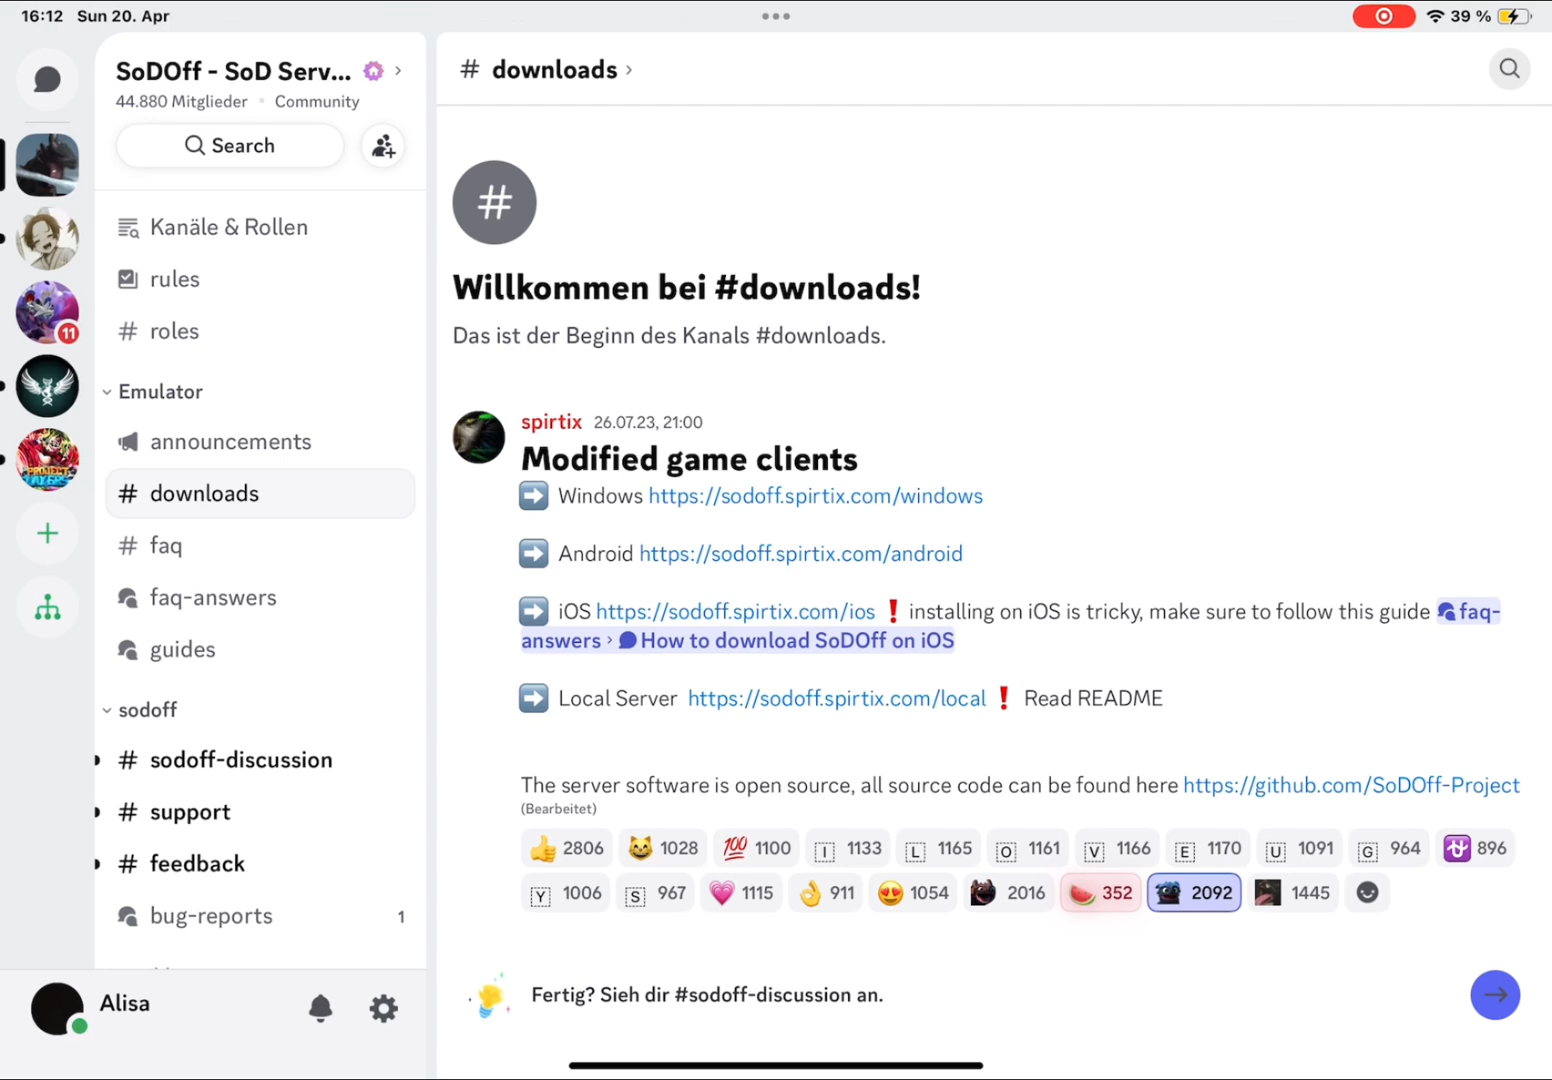 16:12 Sun 20. Apr
39 %
SoDOff - SoD Serv...
44.880 Mitglieder • Community
Search
11
Kanäle & Rollen
rules
# roles
Emulator
announcements
# downloads
# faq
faq-answers
guides
sodoff
# sodoff-discussion
# support
# feedback
bug-reports 1
Alisa
# downloads ›
#
Willkommen bei #downloads!
Das ist der Beginn des Kanals #downloads.
spirtix 26.07.23, 21:00
Modified game clients
➡️ Windows https://sodoff.spirtix.com/windows
➡️ Android https://sodoff.spirtix.com/android
➡️ iOS https://sodoff.spirtix.com/ios ❗ installing on iOS is tricky, make sure to follow this guide faq-
answers › How to download SoDOff on iOS
➡️ Local Server https://sodoff.spirtix.com/local ❗ Read README
The server software is open source, all source code can be found here https://github.com/SoDOff-Project
(Bearbeitet)
👍 2806 😺 1028 💯 1100 I 1133 L 1165 O 1161 V 1166 E 1170 U 1091 G 964 ⛎ 896
Y 1006 S 967 💗 1115 👌 911 😍 1054 2016 🍉 352 2092 1445
Fertig? Sieh dir #sodoff-discussion an.